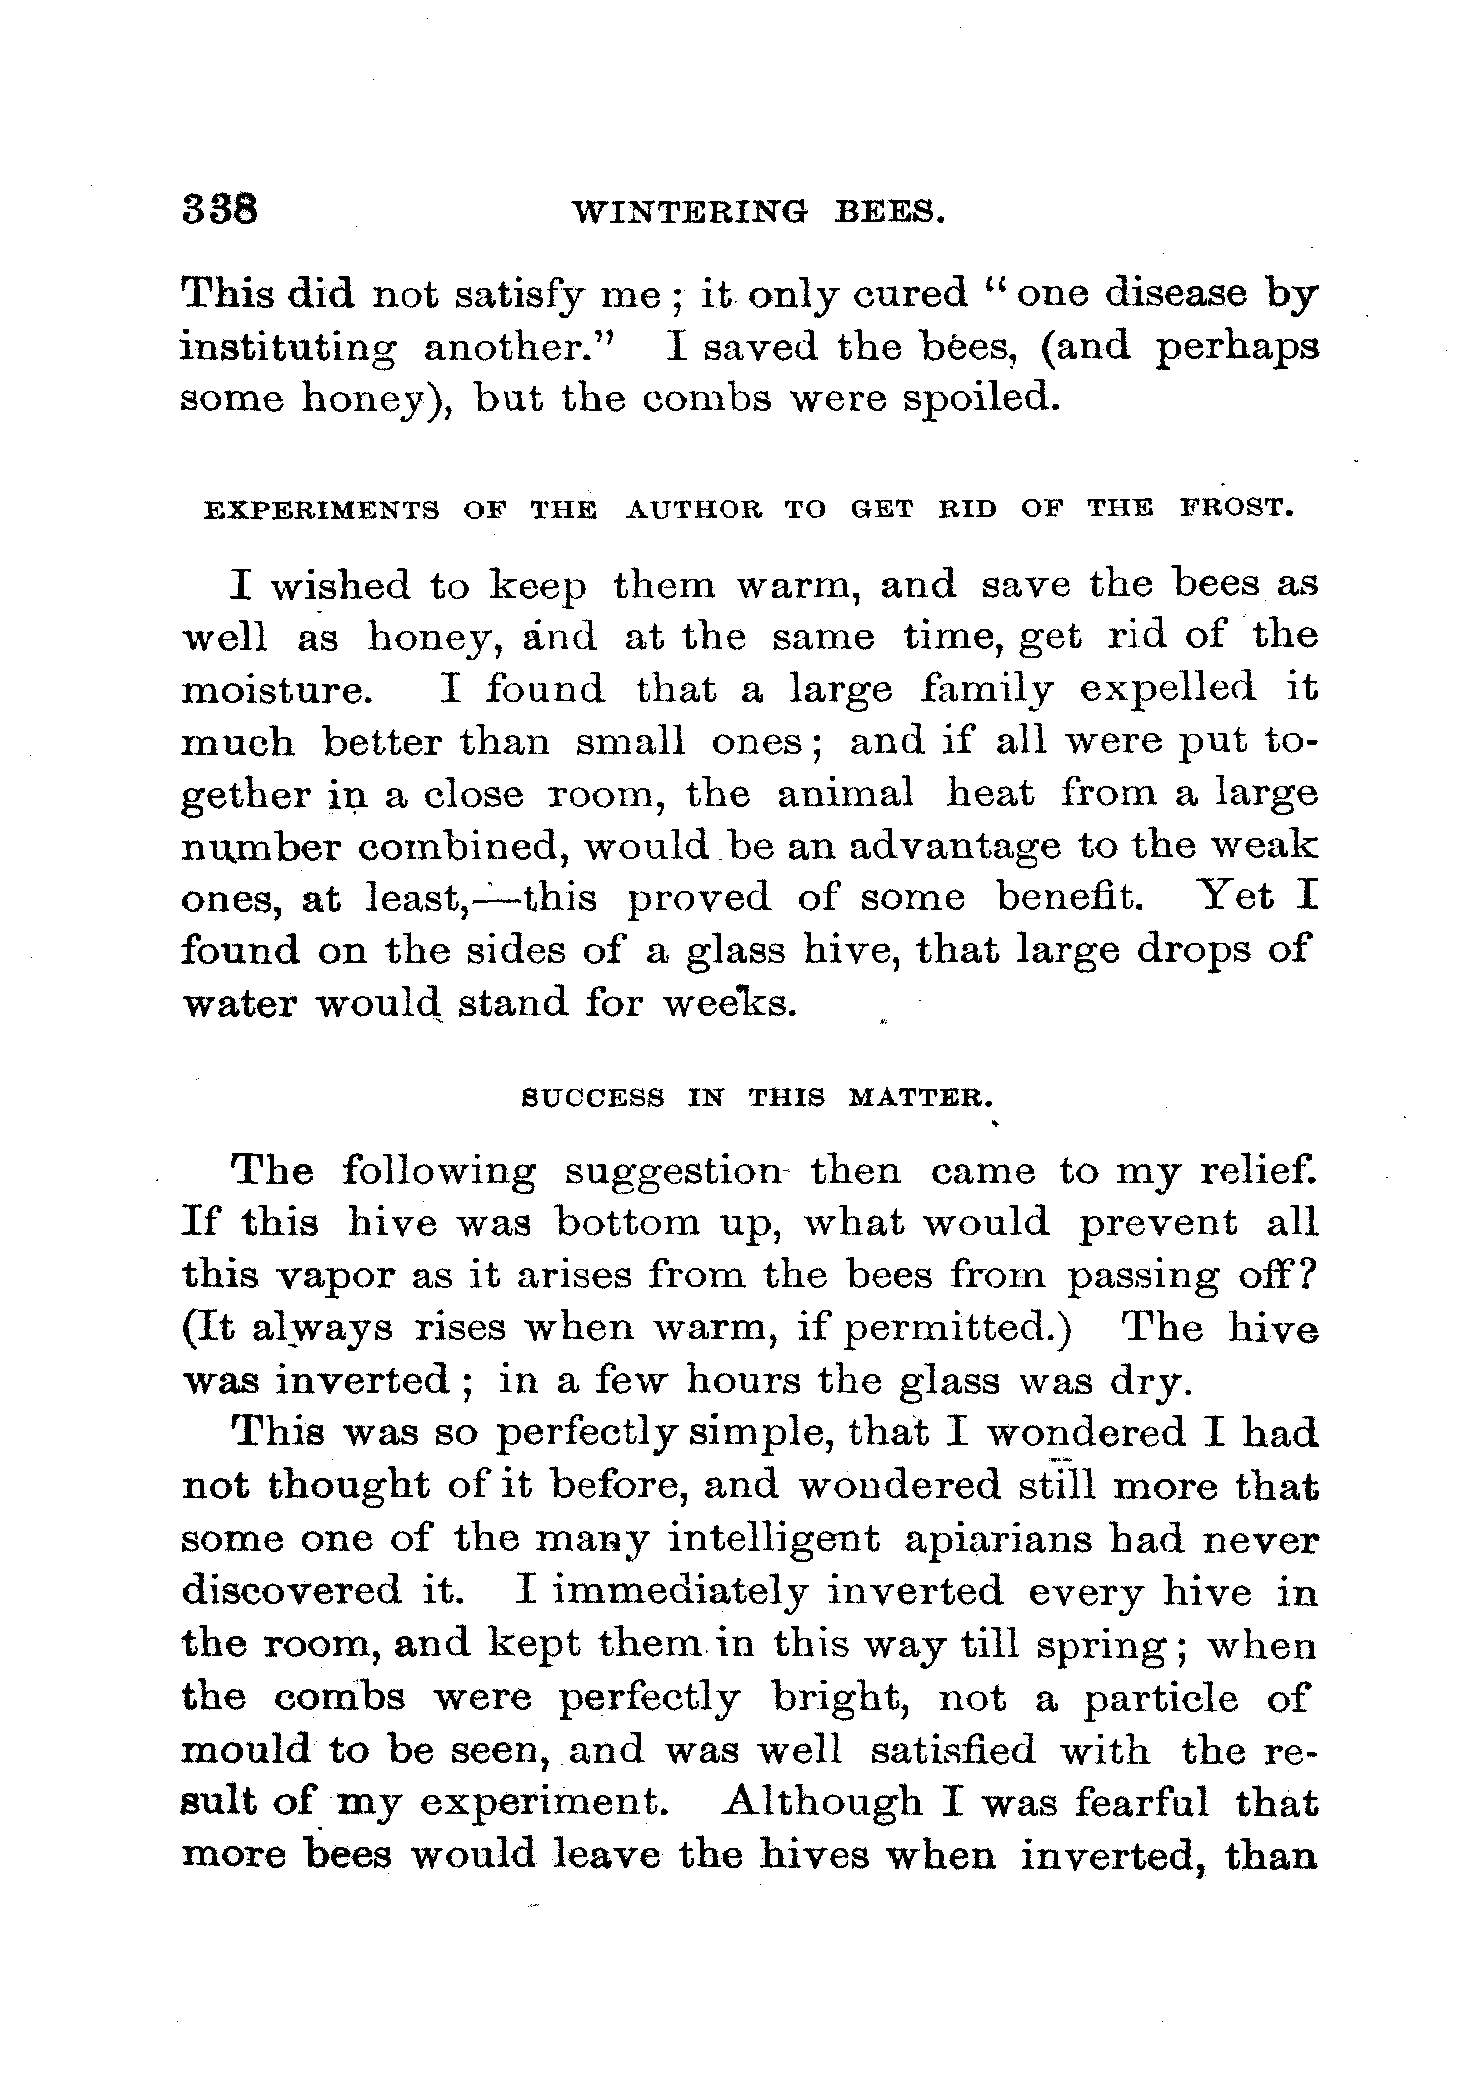 338 WINTERING BEES.
This did not satisfy me ; it only cured “ one disease by
instituting another.” I saved the bees, (and perhaps
some honey), but the combs were spoiled.
EXPERIMENTS OF THE AUTHOR TO GET RID OF THE FROST.
I wished to keep them warm, and save the bees as
well as honey, and at the same time, get rid of the
moisture. I found that a large family expelled it
much better than small ones ; and if all were put to-
gether in a close room, the animal heat from a large
number combined, would be an advantage to the weak
ones, at least,—this proved of some benefit. Yet I
found on the sides of a glass hive, that large drops of
water would stand for weeks.
SUCCESS IN THIS MATTER.
The following suggestion then came to my relief.
If this hive was bottom up, what would prevent all
this vapor as it arises from the bees from passing off?
(It always rises when warm, if permitted.) The hive
was inverted ; in a few hours the glass was dry.
This was so perfectly simple, that I wondered I had
not thought of it before, and wondered still more that
some one of the many intelligent apiarians had never
discovered it. I immediately inverted every hive in
the room, and kept them in this way till spring ; when
the combs were perfectly bright, not a particle of
mould to be seen, and was well satisfied with the re-
sult of my experiment. Although I was fearful that
more bees would leave the hives when inverted, than